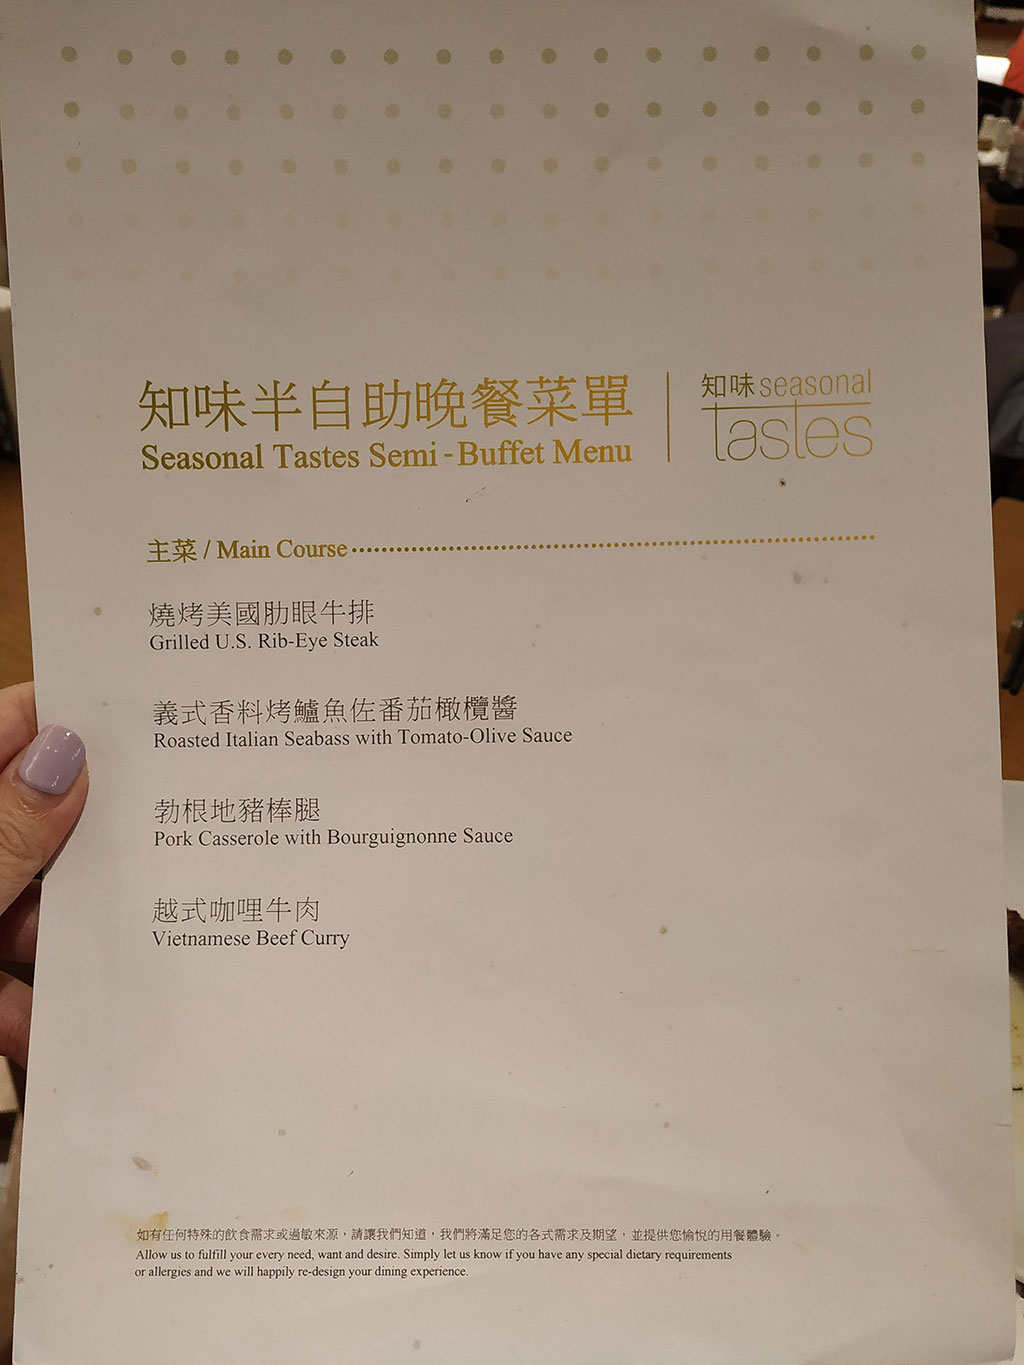 知味半自助晚餐菜單
Seasonal Tastes Semi-Buffet Menu
知味 seasonal
tastes
主菜 / Main Course
燒烤美國肋眼牛排
Grilled U.S. Rib-Eye Steak
義式香料烤鱸魚佐番茄橄欖醬
Roasted Italian Seabass with Tomato-Olive Sauce
勃根地豬棒腿
Pork Casserole with Bourguignonne Sauce
越式咖哩牛肉
Vietnamese Beef Curry
如有任何特殊的飲食需求或過敏來源，請讓我們知道，我們將滿足您的各式需求及期望，並提供您愉悅的用餐體驗。
Allow us to fulfill your every need, want and desire. Simply let us know if you have any special dietary requirements
or allergies and we will happily re-design your dining experience.